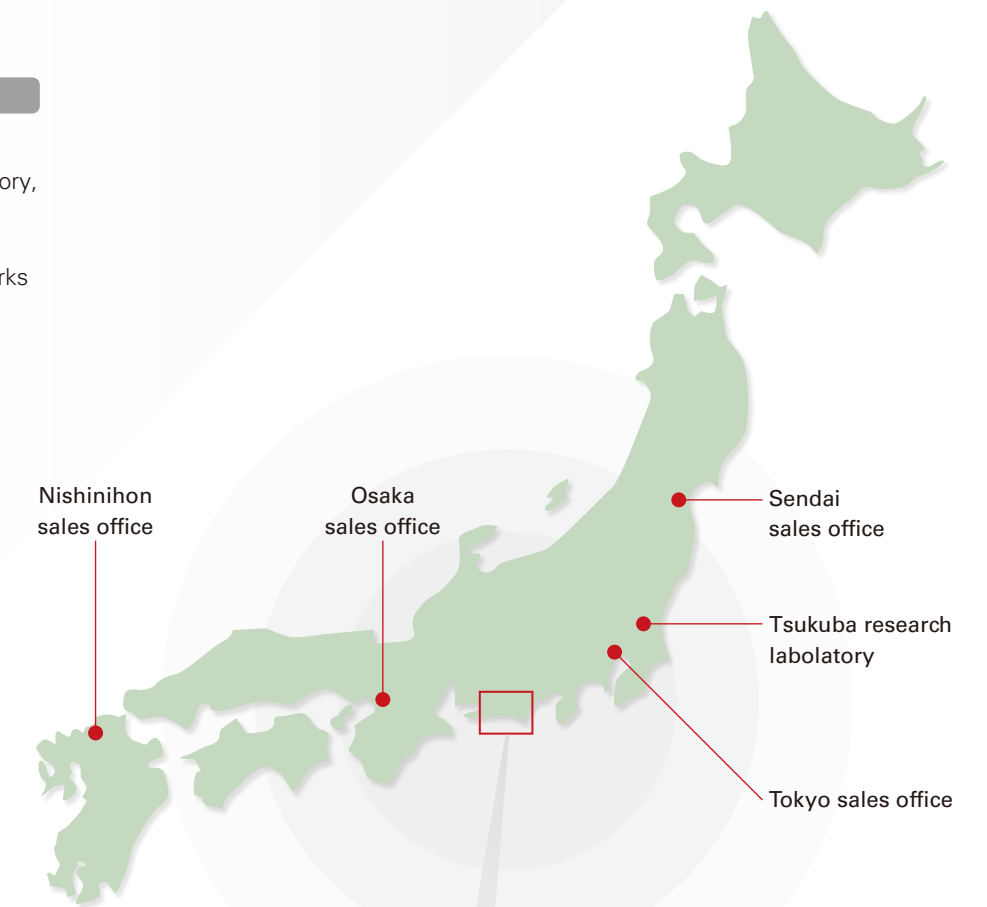 ory,
rks
Nishinihon
sales office
Osaka
sales office
Sendai
sales office
Tsukuba research
labolatory
Tokyo sales office